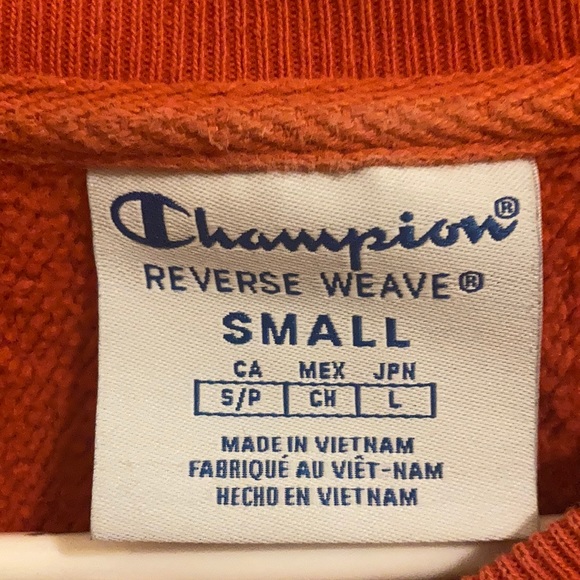 Champion®
REVERSE WEAVE®
SMALL
CA MEX JPN
S/P CH L
MADE IN VIETNAM
FABRIQUÉ AU VIÊT-NAM
HECHO EN VIETNAM